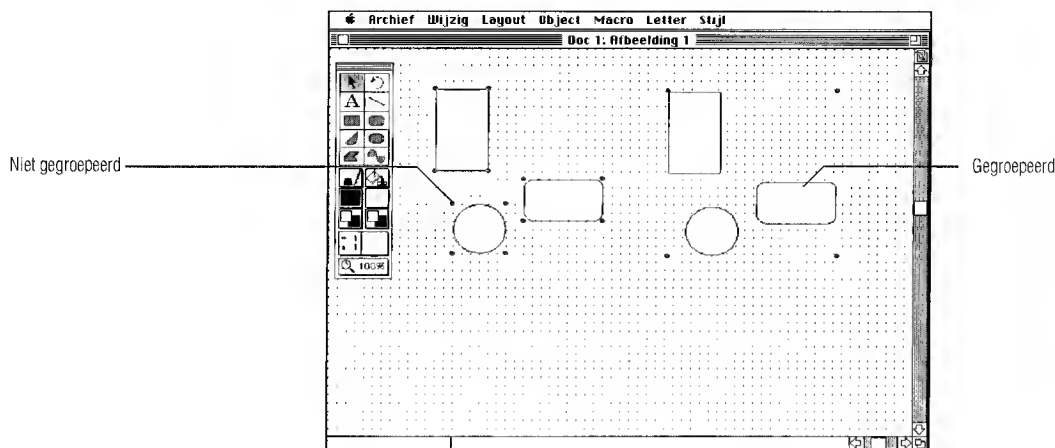 Archief Wijzig Layout Object Macro Letter Stijl
Doc 1: Afbeelding 1
A
Niet gegroepeerd
Gegroepeerd
100%